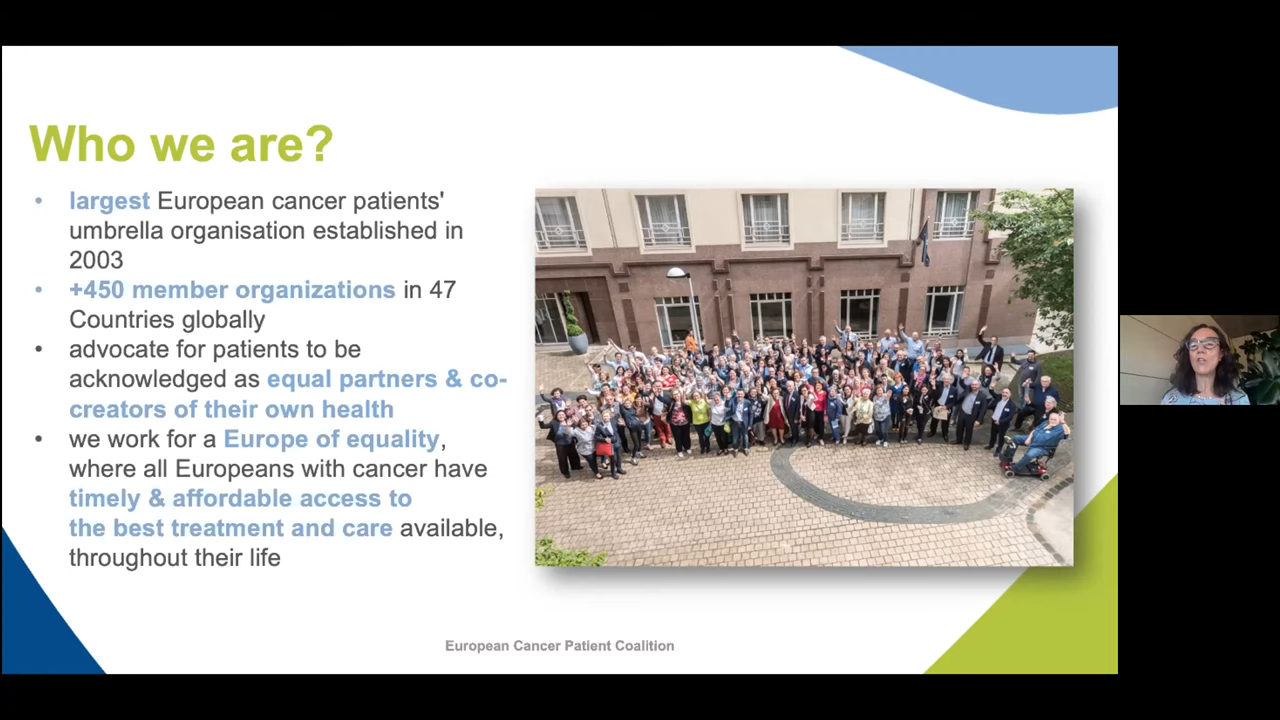 Who we are?
• largest European cancer patients'
umbrella organisation established in
2003
• +450 member organizations in 47
Countries globally
• advocate for patients to be
acknowledged as equal partners & co-
creators of their own health
• we work for a Europe of equality,
where all Europeans with cancer have
timely & affordable access to
the best treatment and care available,
throughout their life
European Cancer Patient Coalition